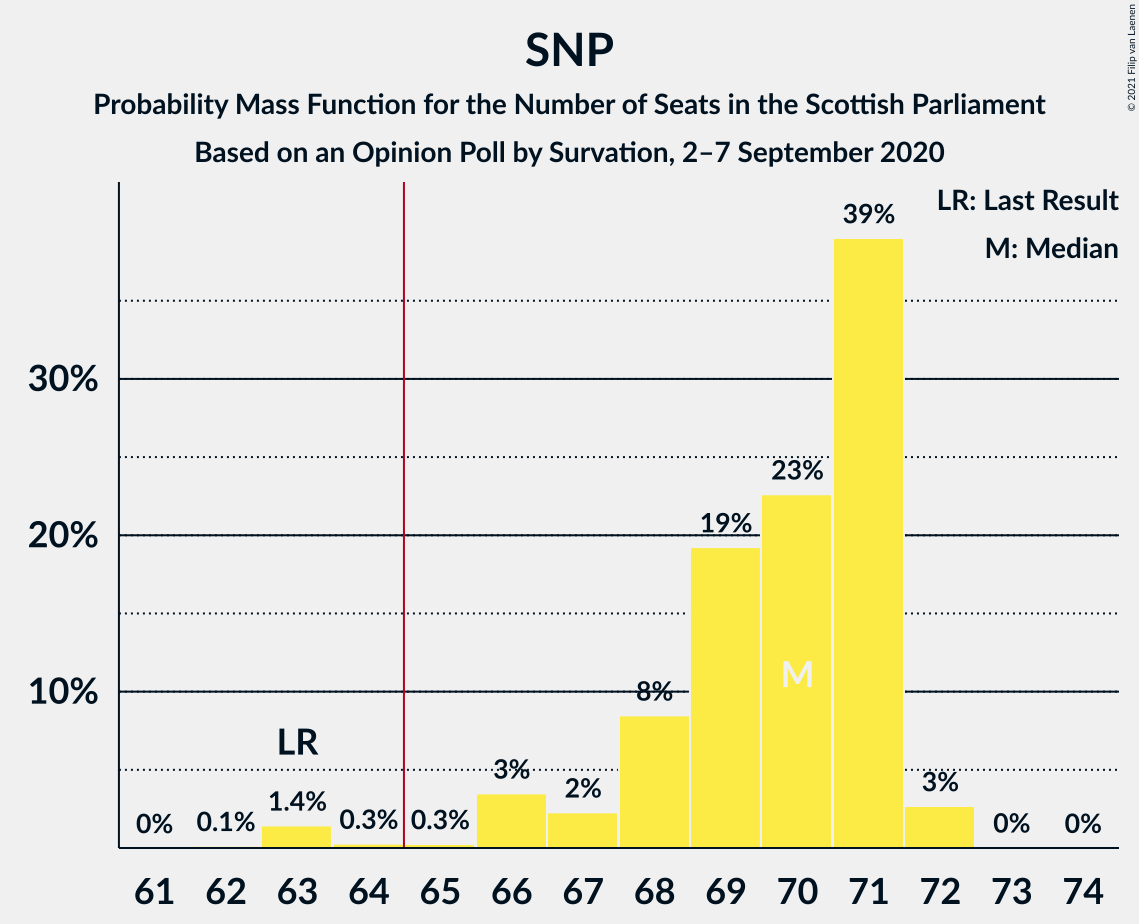 SNP
Probability Mass Function for the Number of Seats in the Scottish Parliament
Based on an Opinion Poll by Survation, 2–7 September 2020
© 2021 Filip van Laenen
LR: Last Result
M: Median
39%
30%
23%
20%
19%
M
10%
8%
LR
3%
2%
3%
1.4%
0%
0.1%
0.3%
0.3%
0%
0%
61 62 63 64 65 66 67 68 69 70 71 72 73 74